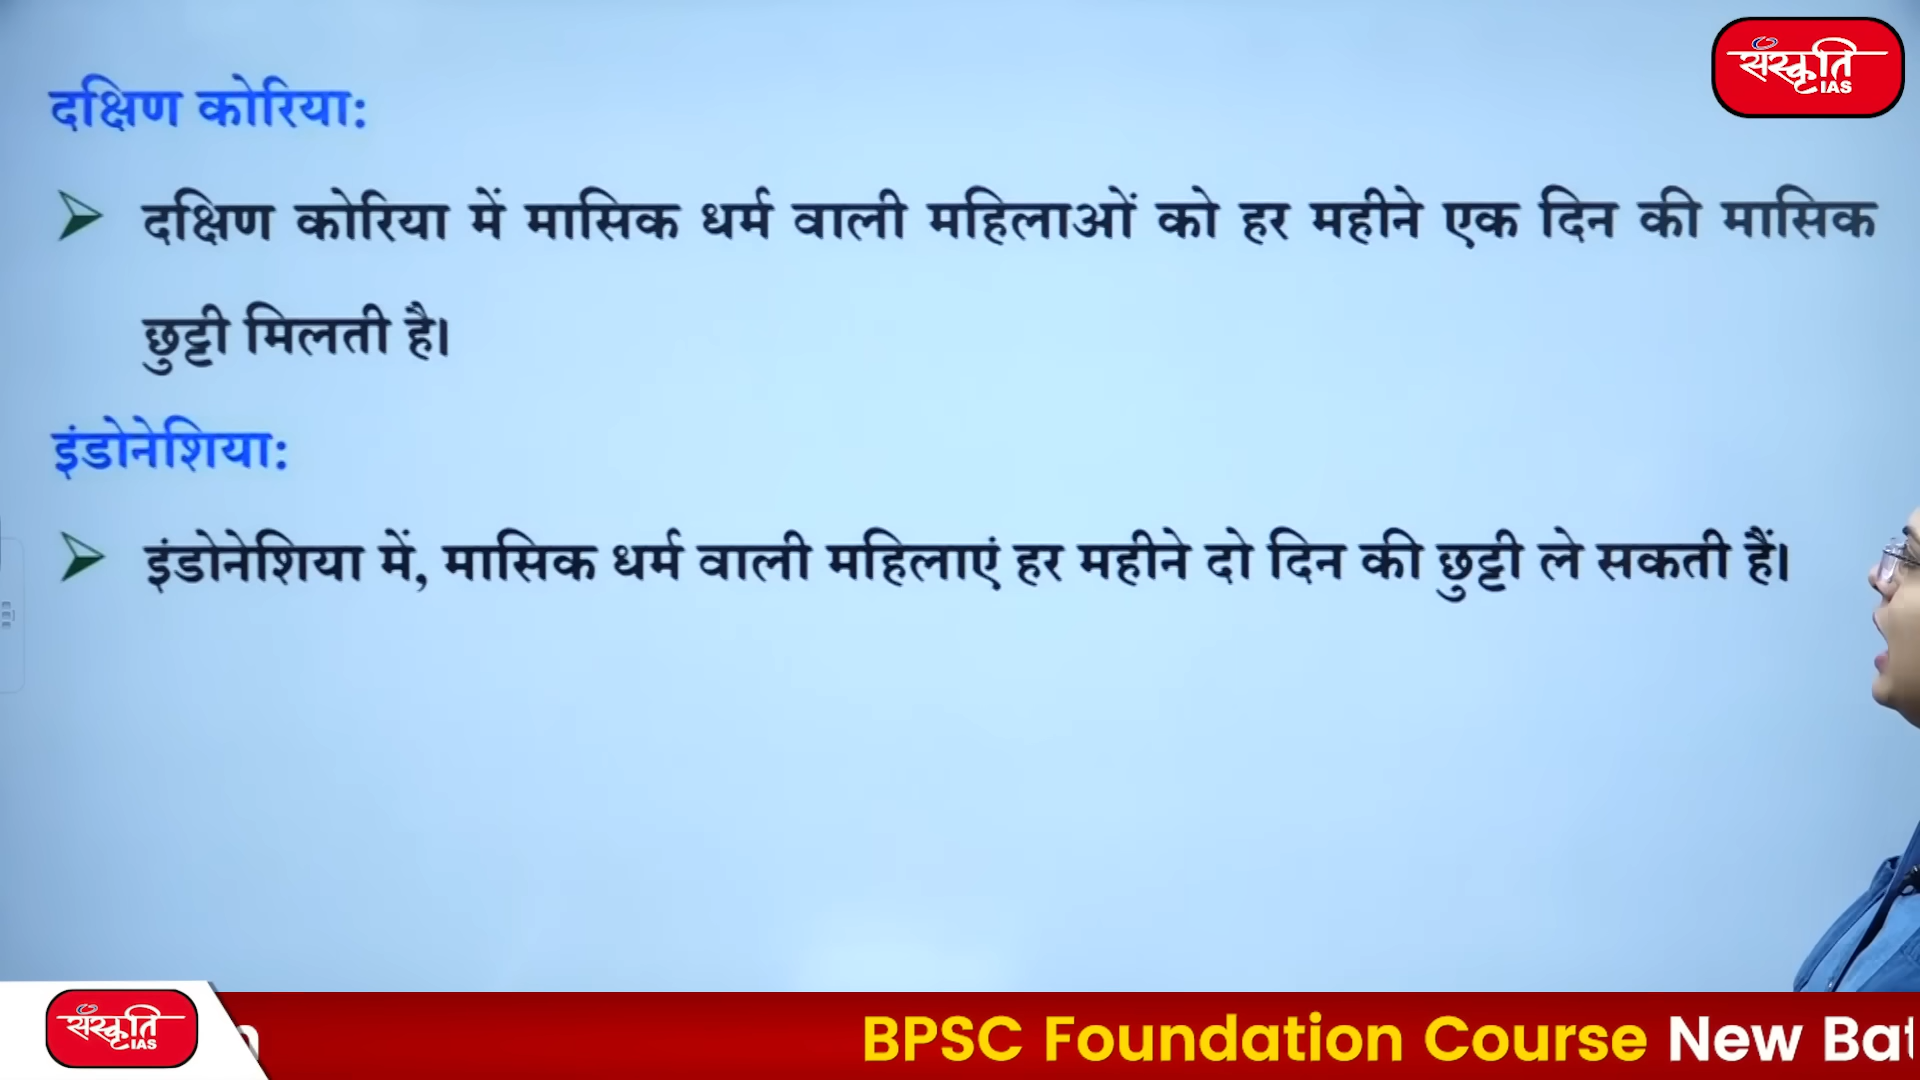 संस्कृति
IAS
दक्षिण कोरिया:
दक्षिण कोरिया में मासिक धर्म वाली महिलाओं को हर महीने एक दिन की मासिक
छुट्टी मिलती है।
इंडोनेशिया:
इंडोनेशिया में, मासिक धर्म वाली महिलाएं हर महीने दो दिन की छुट्टी ले सकती हैं।
संस्कृति
IAS
BPSC Foundation Course New